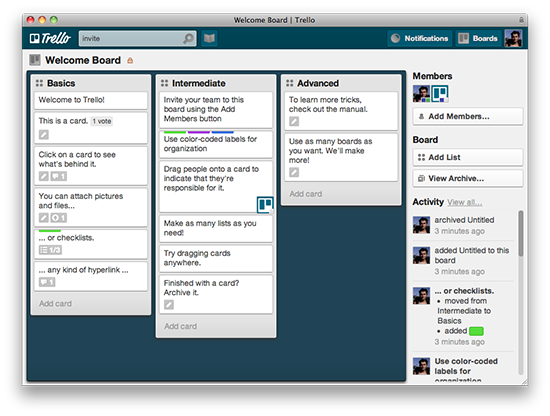 Welcome Board | Trello
Trello
invite
Notifications
Boards
Welcome Board
Basics
Welcome to Trello!
This is a card. 1 vote
Click on a card to see
what's behind it.
1
You can attach pictures
and files...
1
... or checklists.
1/2
... any kind of hyperlink ...
1
Add card
Intermediate
Invite your team to this
board using the Add
Members button
Use color-coded labels for
organization
Drag people onto a card to
indicate that they're
responsible for it.
Make as many lists as you
need!
Try dragging cards
anywhere.
Finished with a card?
Archive it.
Add card
Advanced
To learn more tricks,
check out the manual.
Use as many boards as
you want. We'll make
more!
Add card
Members
Add Members...
Board
Add List
View Archive...
Activity View all...
archived Untitled
3 minutes ago
added Untitled to this
board
3 minutes ago
... or checklists.
• moved from
Intermediate to
Basics
• added
3 minutes ago
Use color-coded
labels for
organization